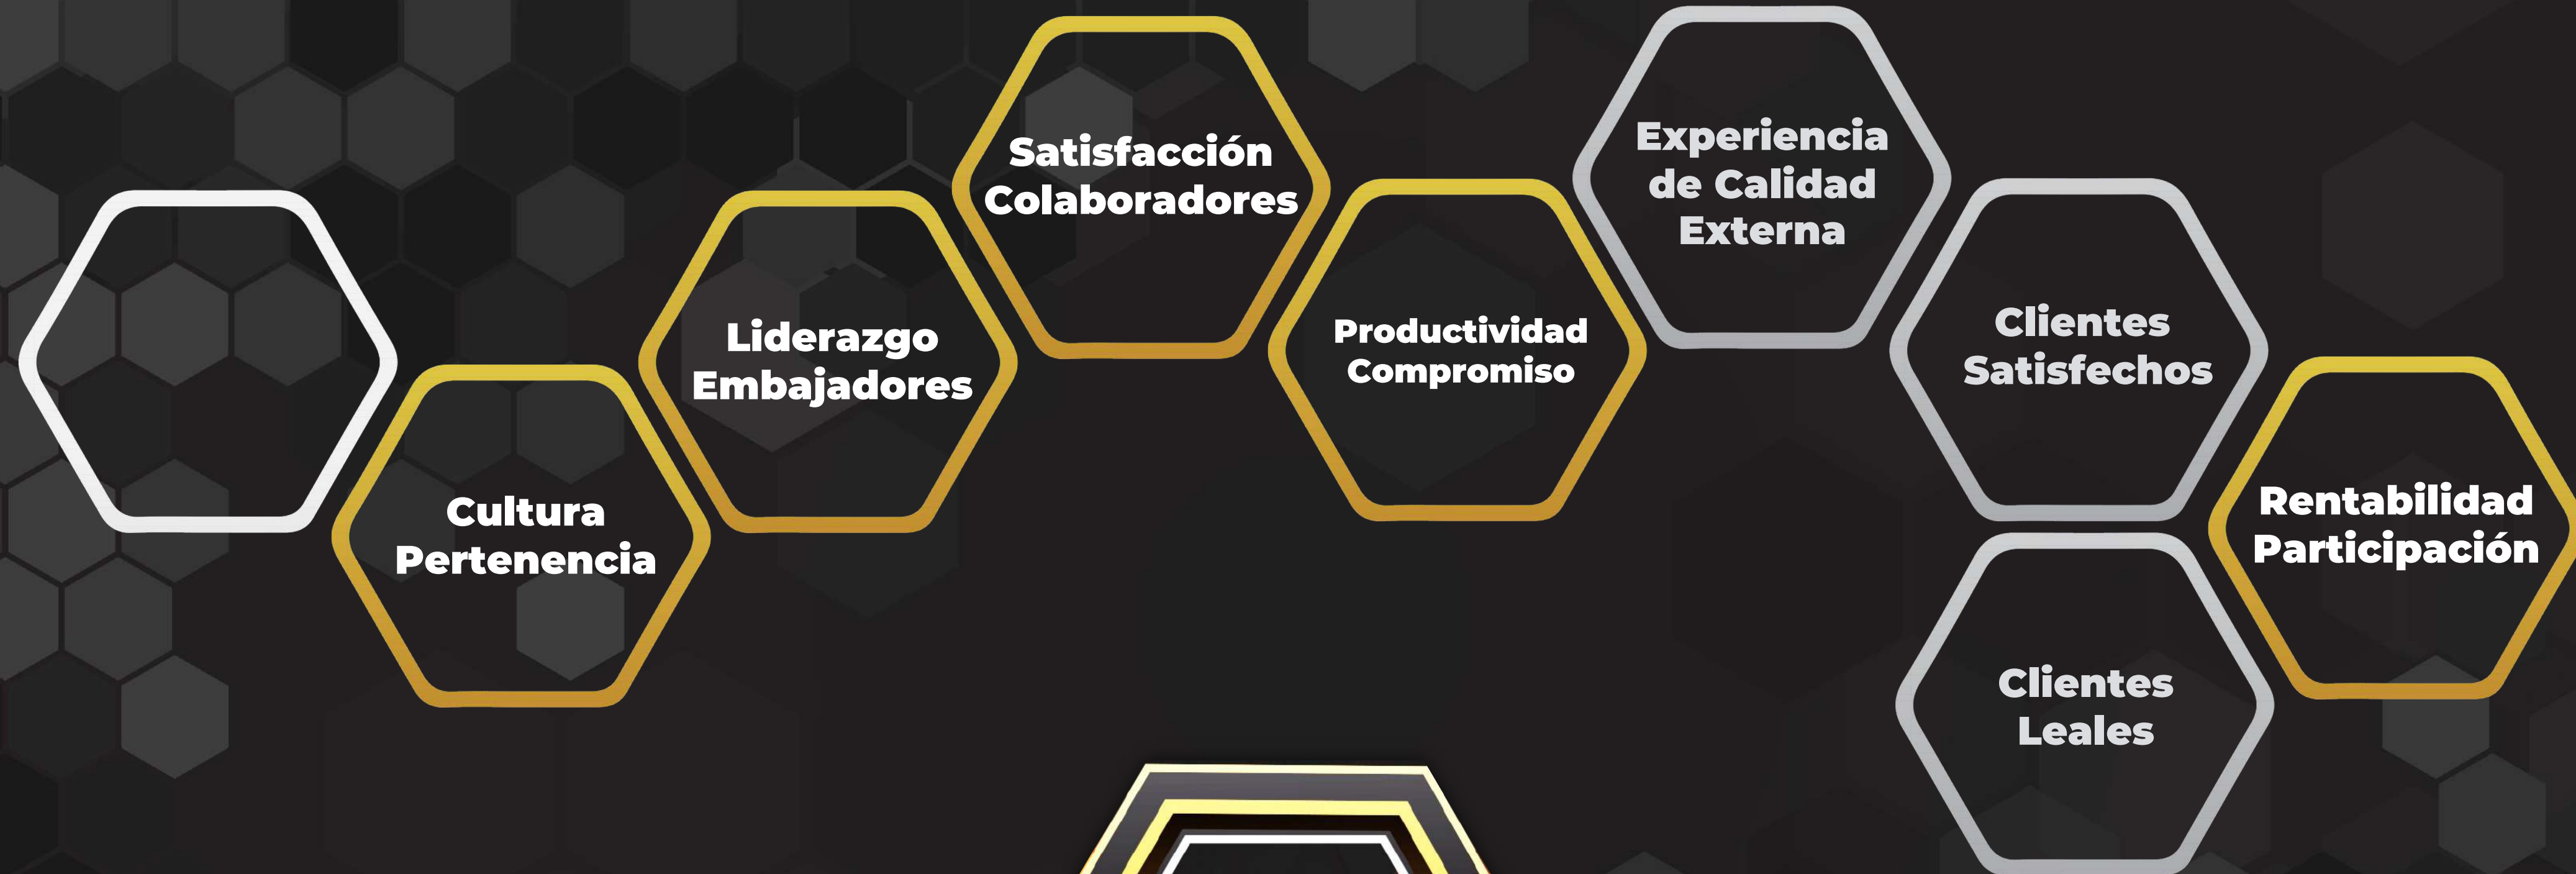 Cultura
Pertenencia
Liderazgo
Embajadores
Satisfacción
Colaboradores
Productividad
Compromiso
Experiencia
de Calidad
Externa
Clientes
Satisfechos
Clientes
Leales
Rentabilidad
Participación